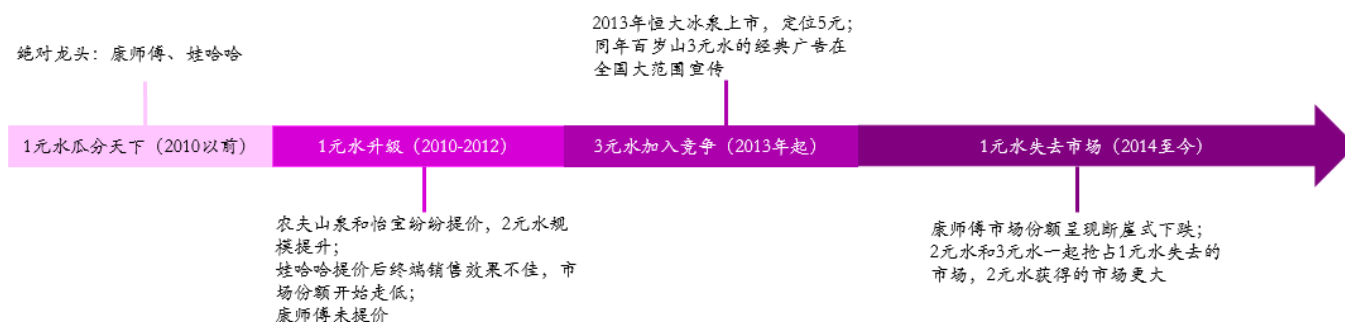 绝对龙头：康师傅、娃哈哈
2013年恒大冰泉上市，定位5元；
同年百岁山3元水的经典广告在
全国大范围宣传
1元水瓜分天下（2010以前）
1元水升级（2010-2012）
3元水加入竞争（2013年起）
1元水失去市场（2014至今）
农夫山泉和怡宝纷纷提价，2元水规
模提升；
娃哈哈提价后终端销售效果不佳，市
场份额开始走低；
康师傅未提价
康师傅市场份额呈现断崖式下跌；
2元水和3元水一起抢占1元水失去的
市场，2元水获得的市场更大